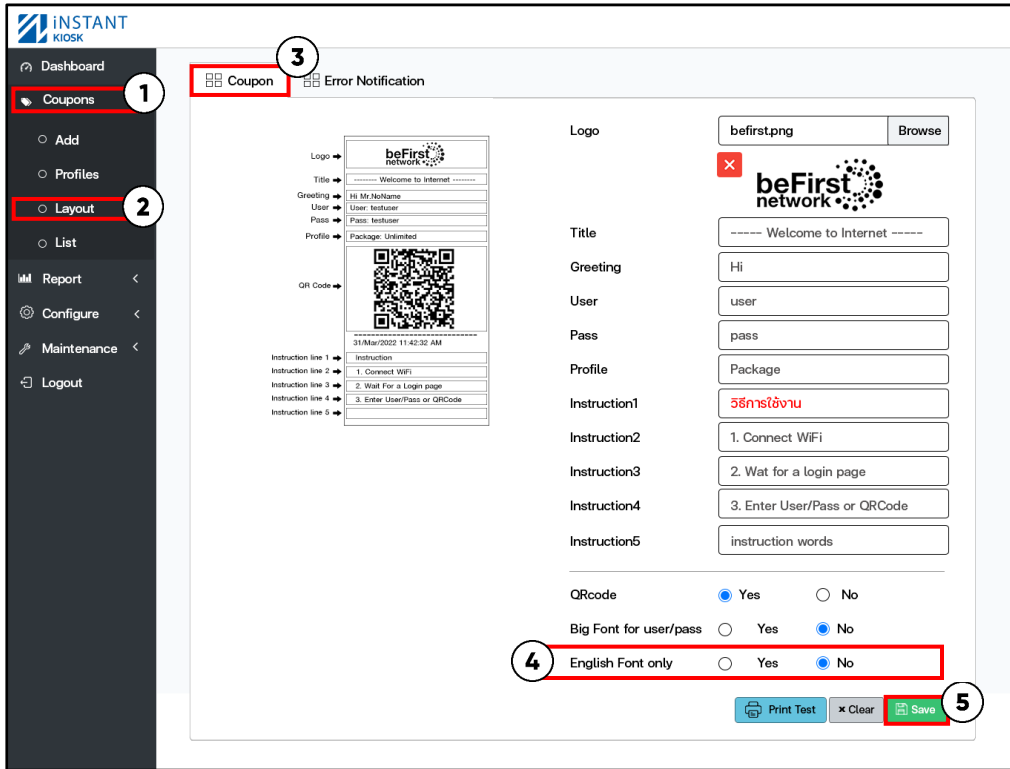 iNSTANT
KIOSK
Dashboard
Coupons
1
Add
Profiles
Layout
2
List
Report
Configure
Maintenance
Logout
3
Coupon
Error Notification
Logo
beFirst
network
Title
-------- Welcome to Internet --------
Greeting
Hi Mr.NoName
User
User: testuser
Pass
Pass: testuser
Profile
Package: Unlimited
QR Code
31/Mar/2022 11:42:32 AM
Instruction line 1
Instruction
Instruction line 2
1. Connect WiFi
Instruction line 3
2. Wait For a Login page
Instruction line 4
3. Enter User/Pass or QRCode
Instruction line 5
Logo
befirst.png
Browse
beFirst
network
Title
----- Welcome to Internet -----
Greeting
Hi
User
user
Pass
pass
Profile
Package
Instruction1
วิธีการใช้งาน
Instruction2
1. Connect WiFi
Instruction3
2. Wat for a login page
Instruction4
3. Enter User/Pass or QRCode
Instruction5
instruction words
QRcode
Yes
No
Big Font for user/pass
Yes
No
4
English Font only
Yes
No
Print Test
× Clear
Save
5